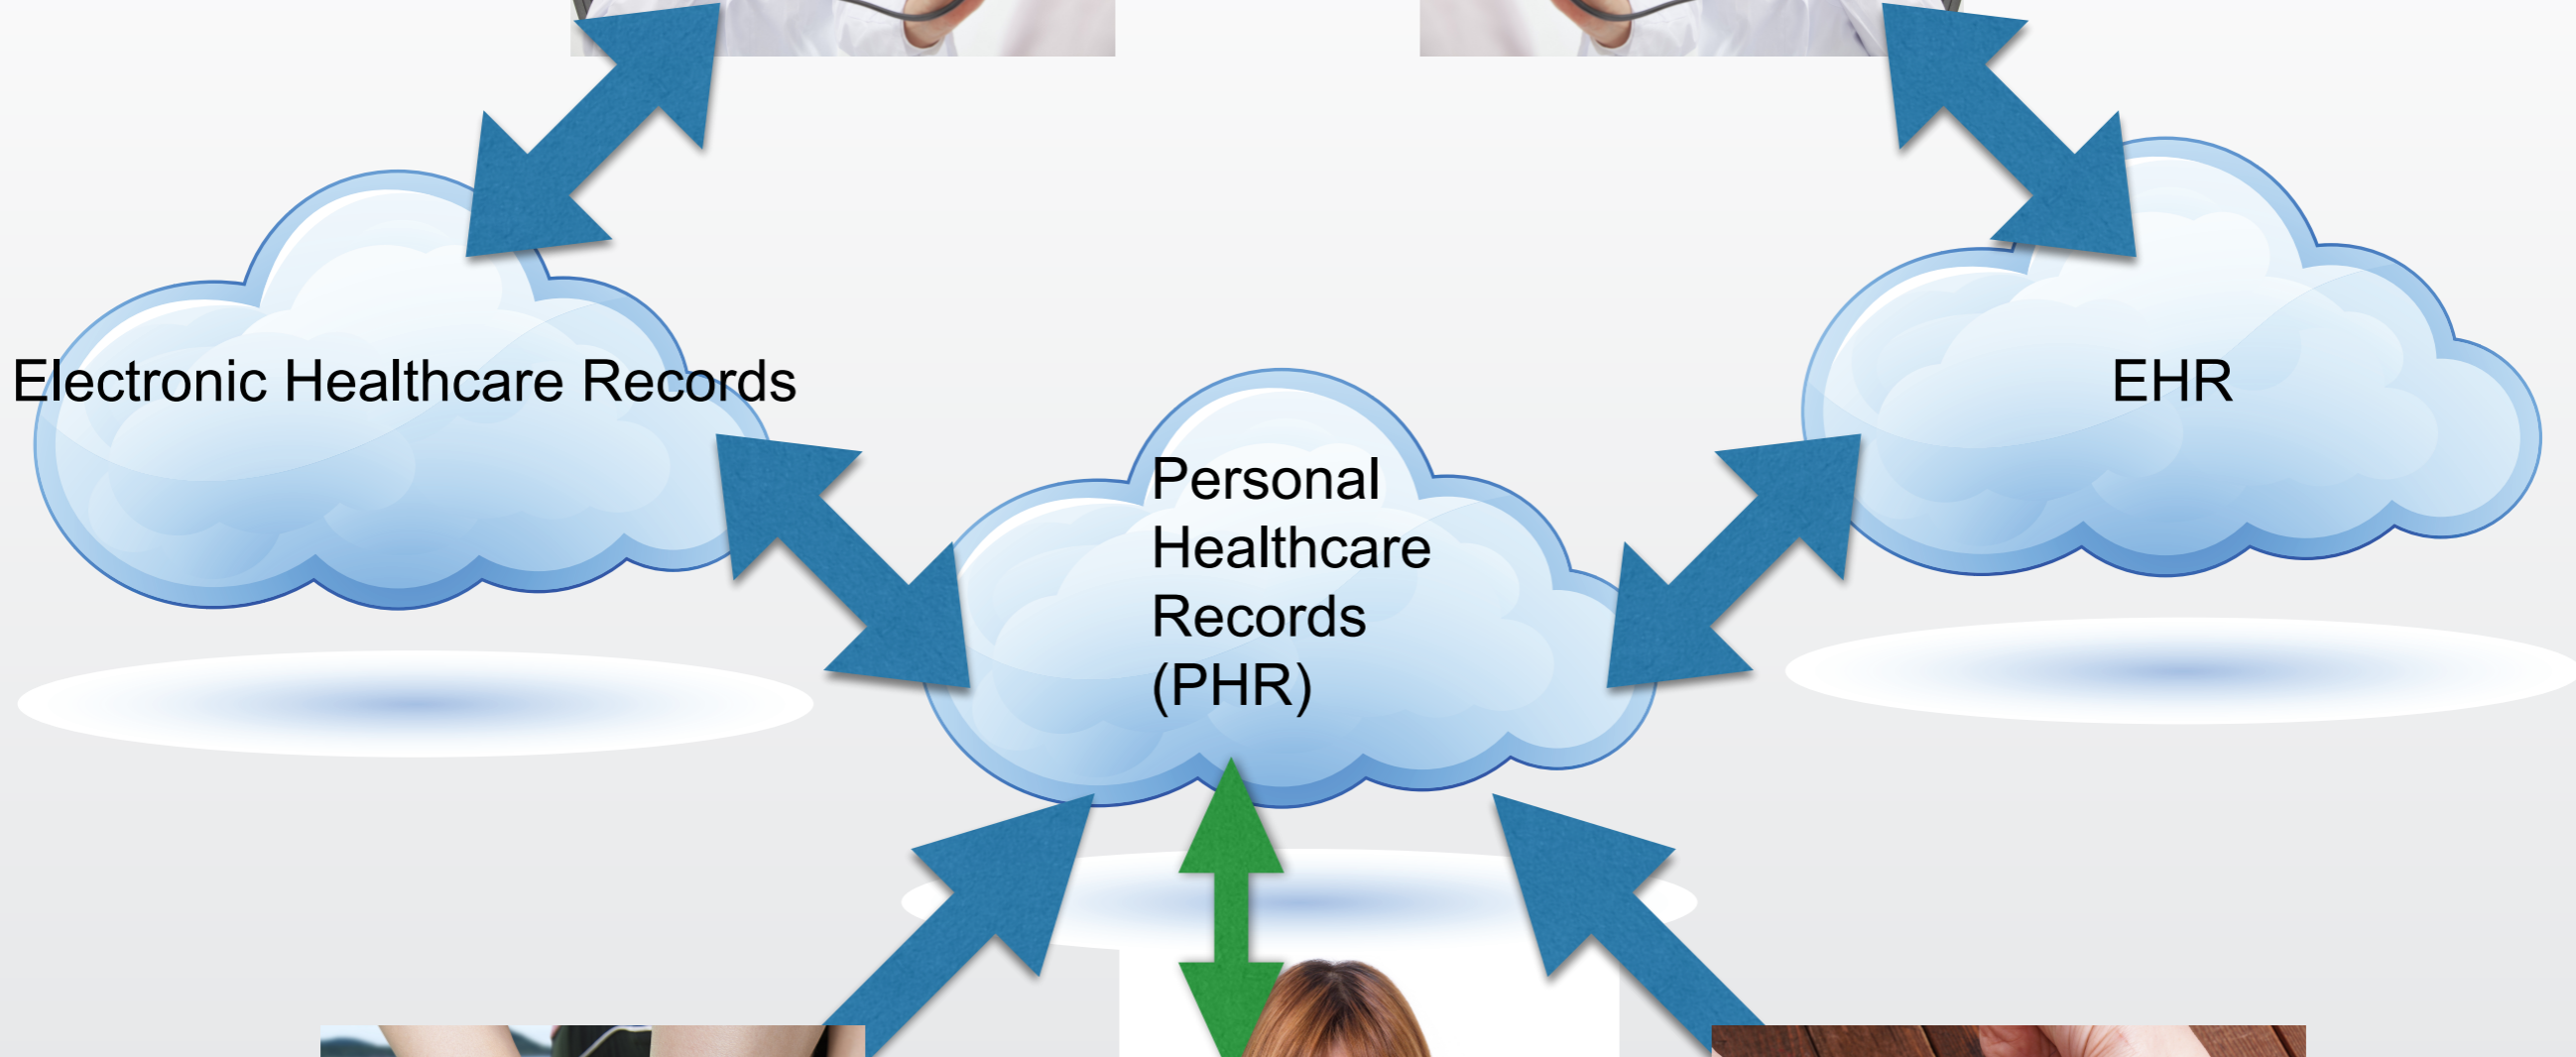 Electronic Healthcare Records
EHR
Personal
Healthcare
Records
(PHR)